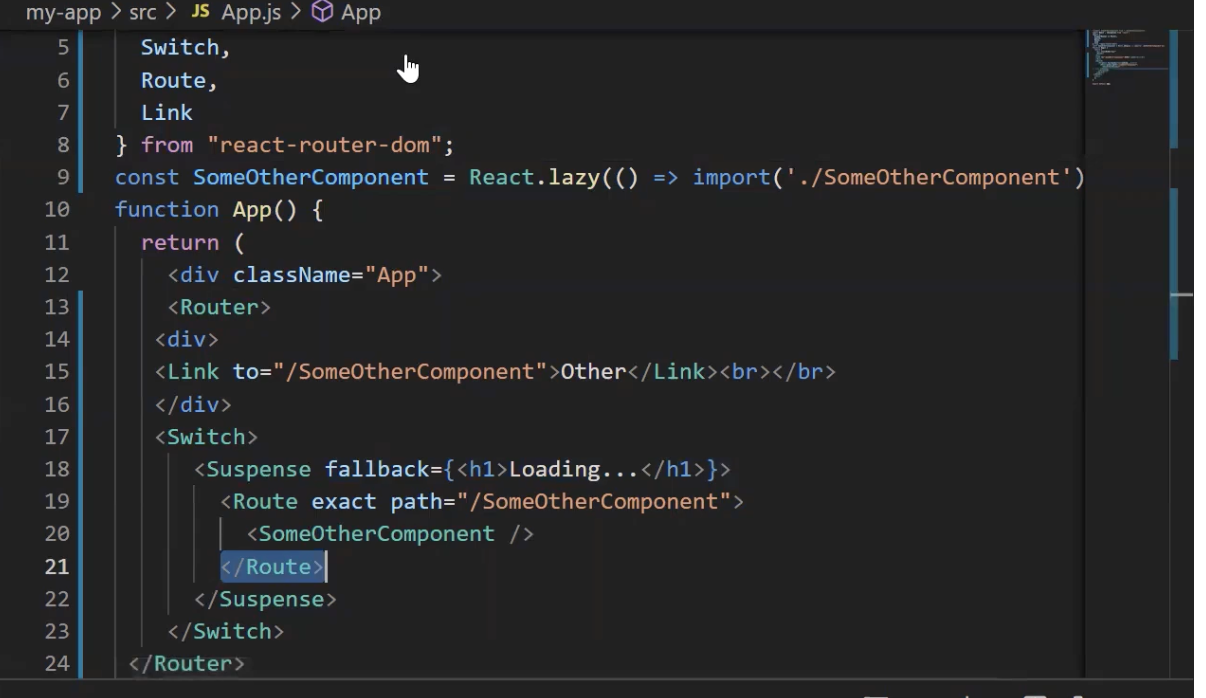 my-app > src > JS App.js > App
5 Switch,
6 Route,
7 Link
8 } from "react-router-dom";
9 const SomeOtherComponent = React.lazy(() => import('./SomeOtherComponent')
10 function App() {
11 return (
12 <div className="App">
13 <Router>
14 <div>
15 <Link to="/SomeOtherComponent">Other</Link><br></br>
16 </div>
17 <Switch>
18 <Suspense fallback={<h1>Loading...</h1>}>
19 <Route exact path="/SomeOtherComponent">
20 <SomeOtherComponent />
21 </Route>
22 </Suspense>
23 </Switch>
24 </Router>